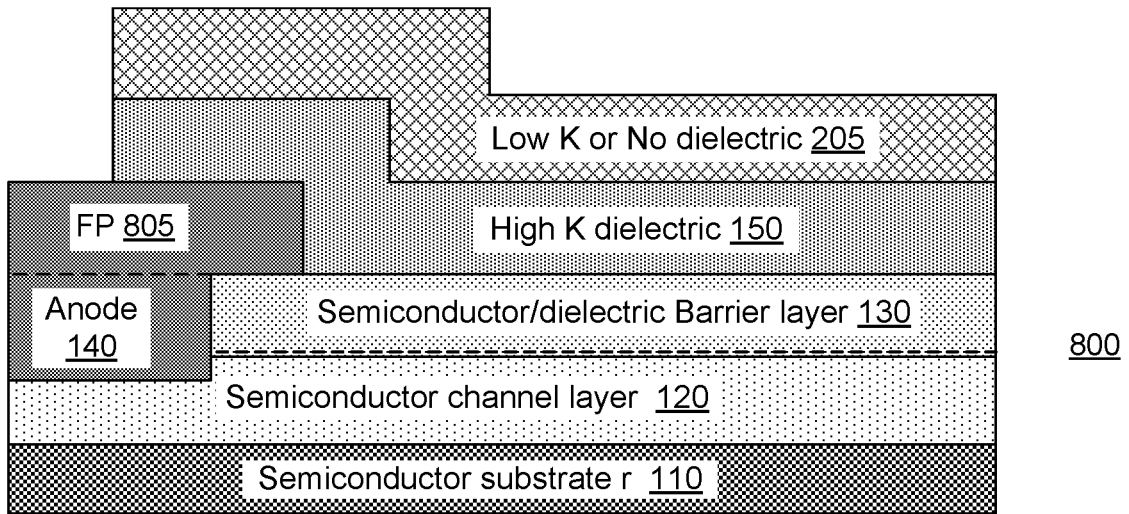 Low K or No dielectric 205
FP 805
High K dielectric 150
Anode
140
Semiconductor/dielectric Barrier layer 130
800
Semiconductor channel layer 120
Semiconductor substrate r 110